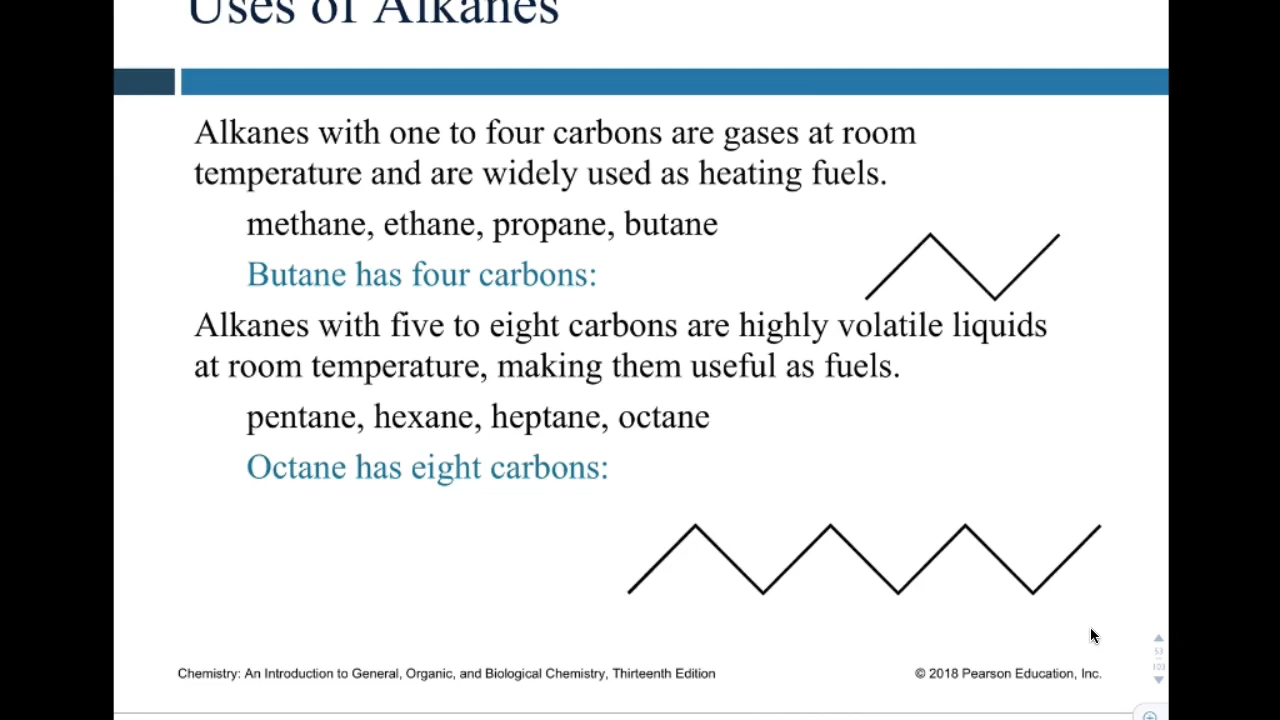 Uses of Alkanes
Alkanes with one to four carbons are gases at room
temperature and are widely used as heating fuels.
methane, ethane, propane, butane
Butane has four carbons:
Alkanes with five to eight carbons are highly volatile liquids
at room temperature, making them useful as fuels.
pentane, hexane, heptane, octane
Octane has eight carbons:
Chemistry: An Introduction to General, Organic, and Biological Chemistry, Thirteenth Edition
© 2018 Pearson Education, Inc.
53
103